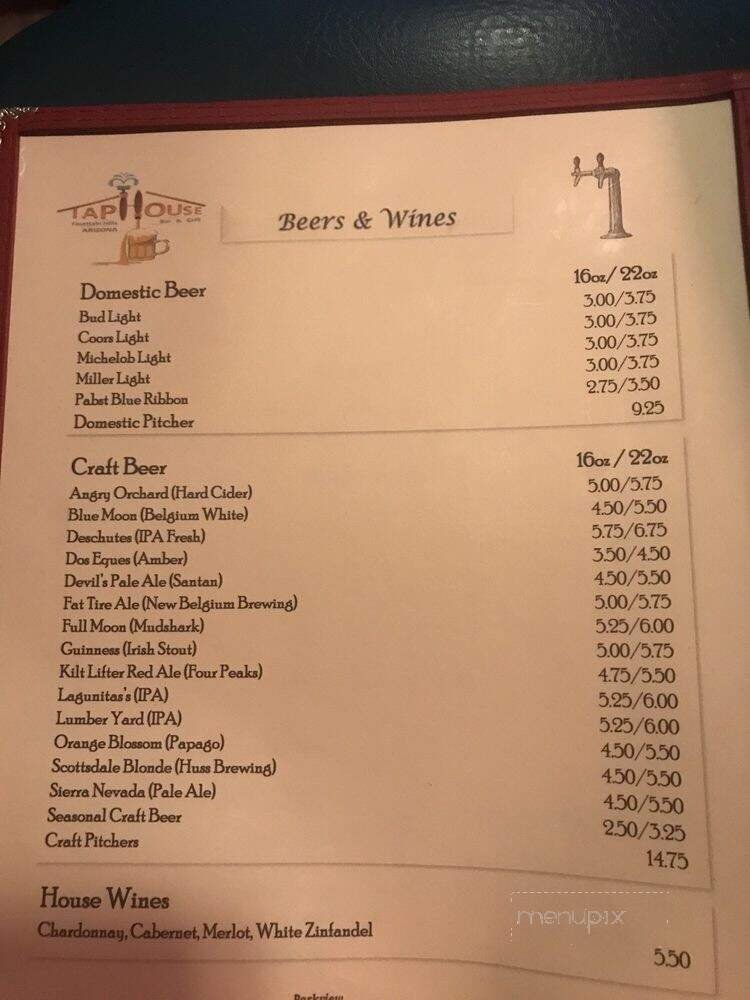 TAPHOUSE
Bar & Grill
Fountain Hills
ARIZONA
Beers & Wines
Domestic Beer 16oz/22oz
Bud Light 3.00/3.75
Coors Light 3.00/3.75
Michelob Light 3.00/3.75
Miller Light 3.00/3.75
Pabst Blue Ribbon 2.75/3.50
Domestic Pitcher 9.25
Craft Beer 16oz/22oz
Angry Orchard (Hard Cider) 5.00/5.75
Blue Moon (Belgium White) 4.50/5.50
Deschutes (IPA Fresh) 5.75/6.75
Dos Eques (Amber) 3.50/4.50
Devil's Pale Ale (Santan) 4.50/5.50
Fat Tire Ale (New Belgium Brewing) 5.00/5.75
Full Moon (Mudshark) 5.25/6.00
Guinness (Irish Stout) 5.00/5.75
Kilt Lifter Red Ale (Four Peaks) 4.75/5.50
Lagunitas's (IPA) 5.25/6.00
Lumber Yard (IPA) 5.25/6.00
Orange Blossom (Papago) 4.50/5.50
Scottsdale Blonde (Huss Brewing) 4.50/5.50
Sierra Nevada (Pale Ale) 4.50/5.50
Seasonal Craft Beer 2.50/3.25
Craft Pitchers 14.75
House Wines
Chardonnay, Cabernet, Merlot, White Zinfandel 5.50
menupix
Parkview